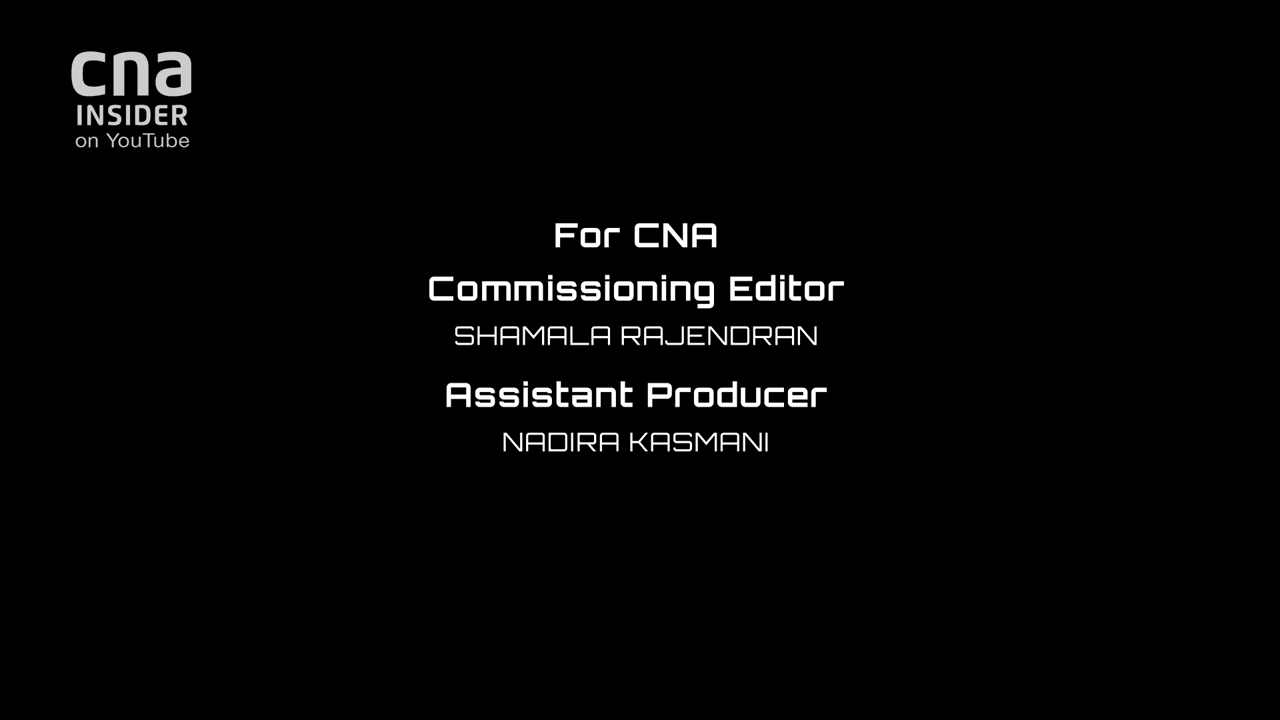 cna
INSIDER
on YouTube
For CNA
Commissioning Editor
SHAMALA RAJENDRAN
Assistant Producer
NADIRA KASMANI